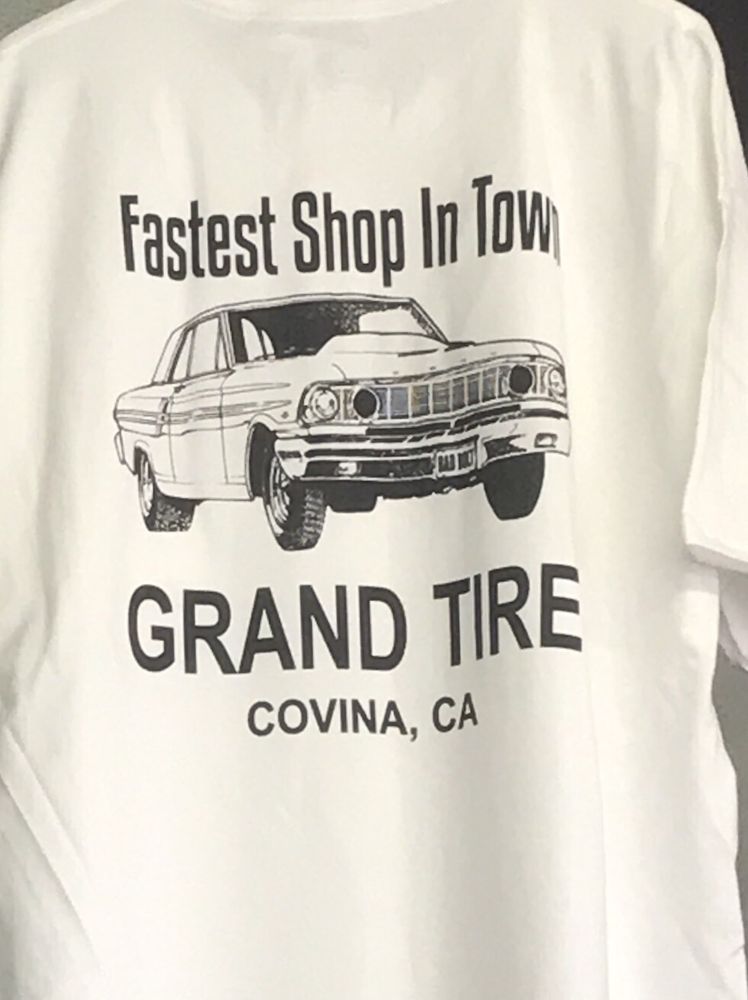 Fastest Shop In Town
GRAND TIRE
COVINA, CA